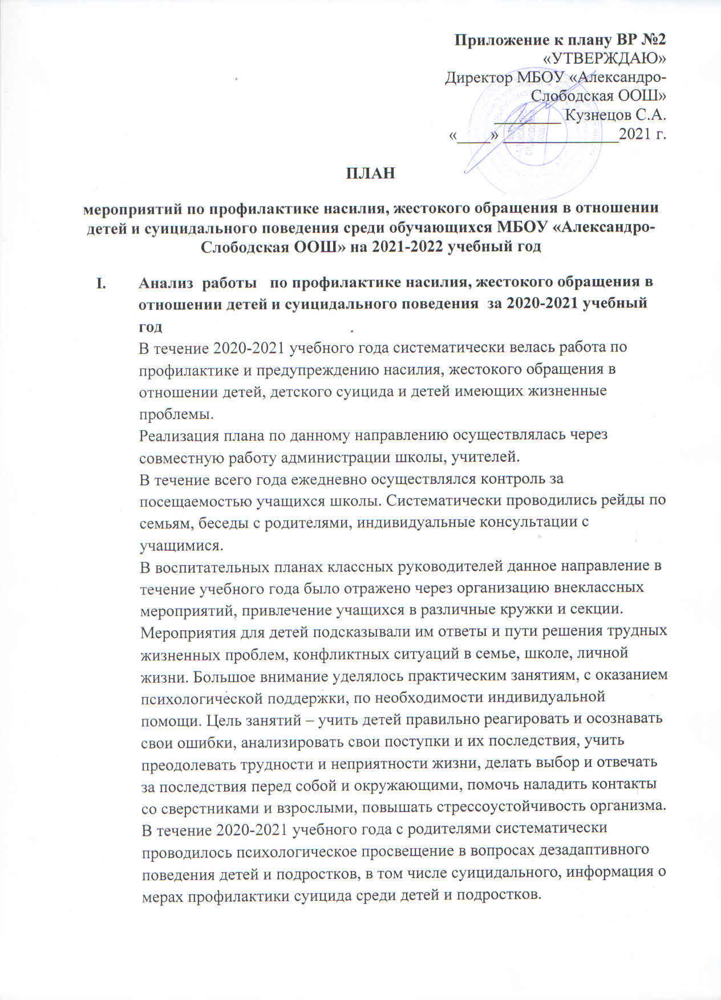 Приложение к плану ВР №2
«УТВЕРЖДАЮ»
Директор МБОУ «Александро-
Слободская ООШ»
________ Кузнецов С.А.
«____» ______________2021 г.
ПЛАН
мероприятий по профилактике насилия, жестокого обращения в отношении
детей и суицидального поведения среди обучающихся МБОУ «Александро-
Слободская ООШ» на 2021-2022 учебный год
I. Анализ работы по профилактике насилия, жестокого обращения в
отношении детей и суицидального поведения за 2020-2021 учебный
год
В течение 2020-2021 учебного года систематически велась работа по
профилактике и предупреждению насилия, жестокого обращения в
отношении детей, детского суицида и детей имеющих жизненные
проблемы.
Реализация плана по данному направлению осуществлялась через
совместную работу администрации школы, учителей.
В течение всего года ежедневно осуществлялся контроль за
посещаемостью учащихся школы. Систематически проводились рейды по
семьям, беседы с родителями, индивидуальные консультации с
учащимися.
В воспитательных планах классных руководителей данное направление в
течение учебного года было отражено через организацию внеклассных
мероприятий, привлечение учащихся в различные кружки и секции.
Мероприятия для детей подсказывали им ответы и пути решения трудных
жизненных проблем, конфликтных ситуаций в семье, школе, личной
жизни. Большое внимание уделялось практическим занятиям, с оказанием
психологической поддержки, по необходимости индивидуальной
помощи. Цель занятий – учить детей правильно реагировать и осознавать
свои ошибки, анализировать свои поступки и их последствия, учить
преодолевать трудности и неприятности жизни, делать выбор и отвечать
за последствия перед собой и окружающими, помочь наладить контакты
со сверстниками и взрослыми, повышать стрессоустойчивость организма.
В течение 2020-2021 учебного года с родителями систематически
проводилось психологическое просвещение в вопросах дезадаптивного
поведения детей и подростков, в том числе суицидального, информация о
мерах профилактики суицида среди детей и подростков.